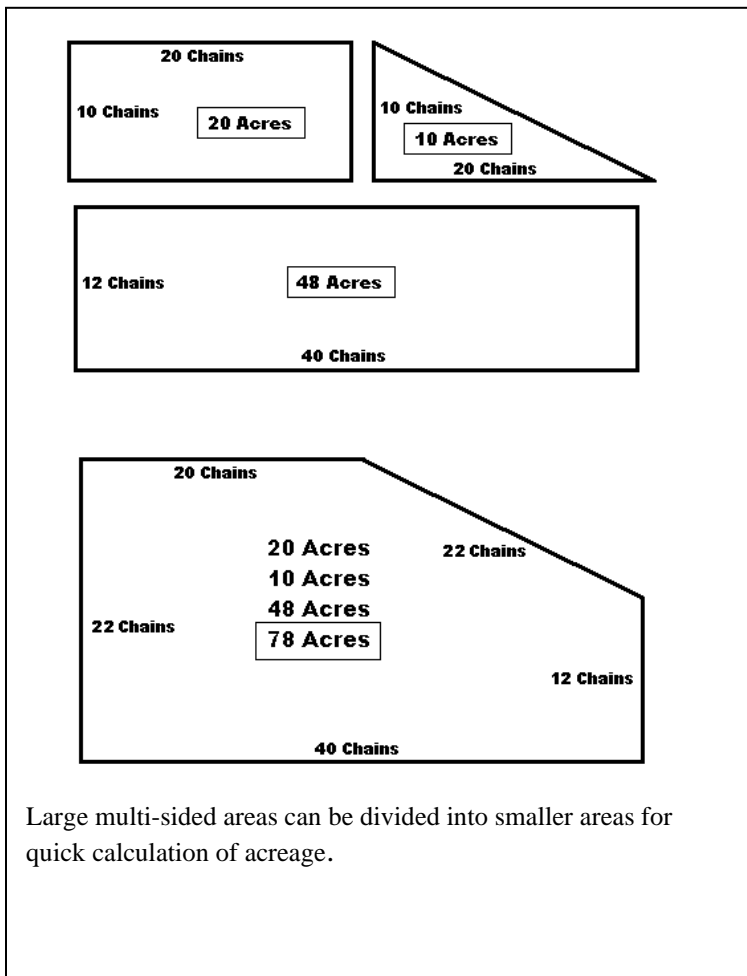 20 Chains
10 Chains
20 Acres
10 Chains
10 Acres
20 Chains
12 Chains
48 Acres
40 Chains
20 Chains
20 Acres
22 Chains
10 Acres
48 Acres
22 Chains
78 Acres
12 Chains
40 Chains
Large multi-sided areas can be divided into smaller areas for
quick calculation of acreage.